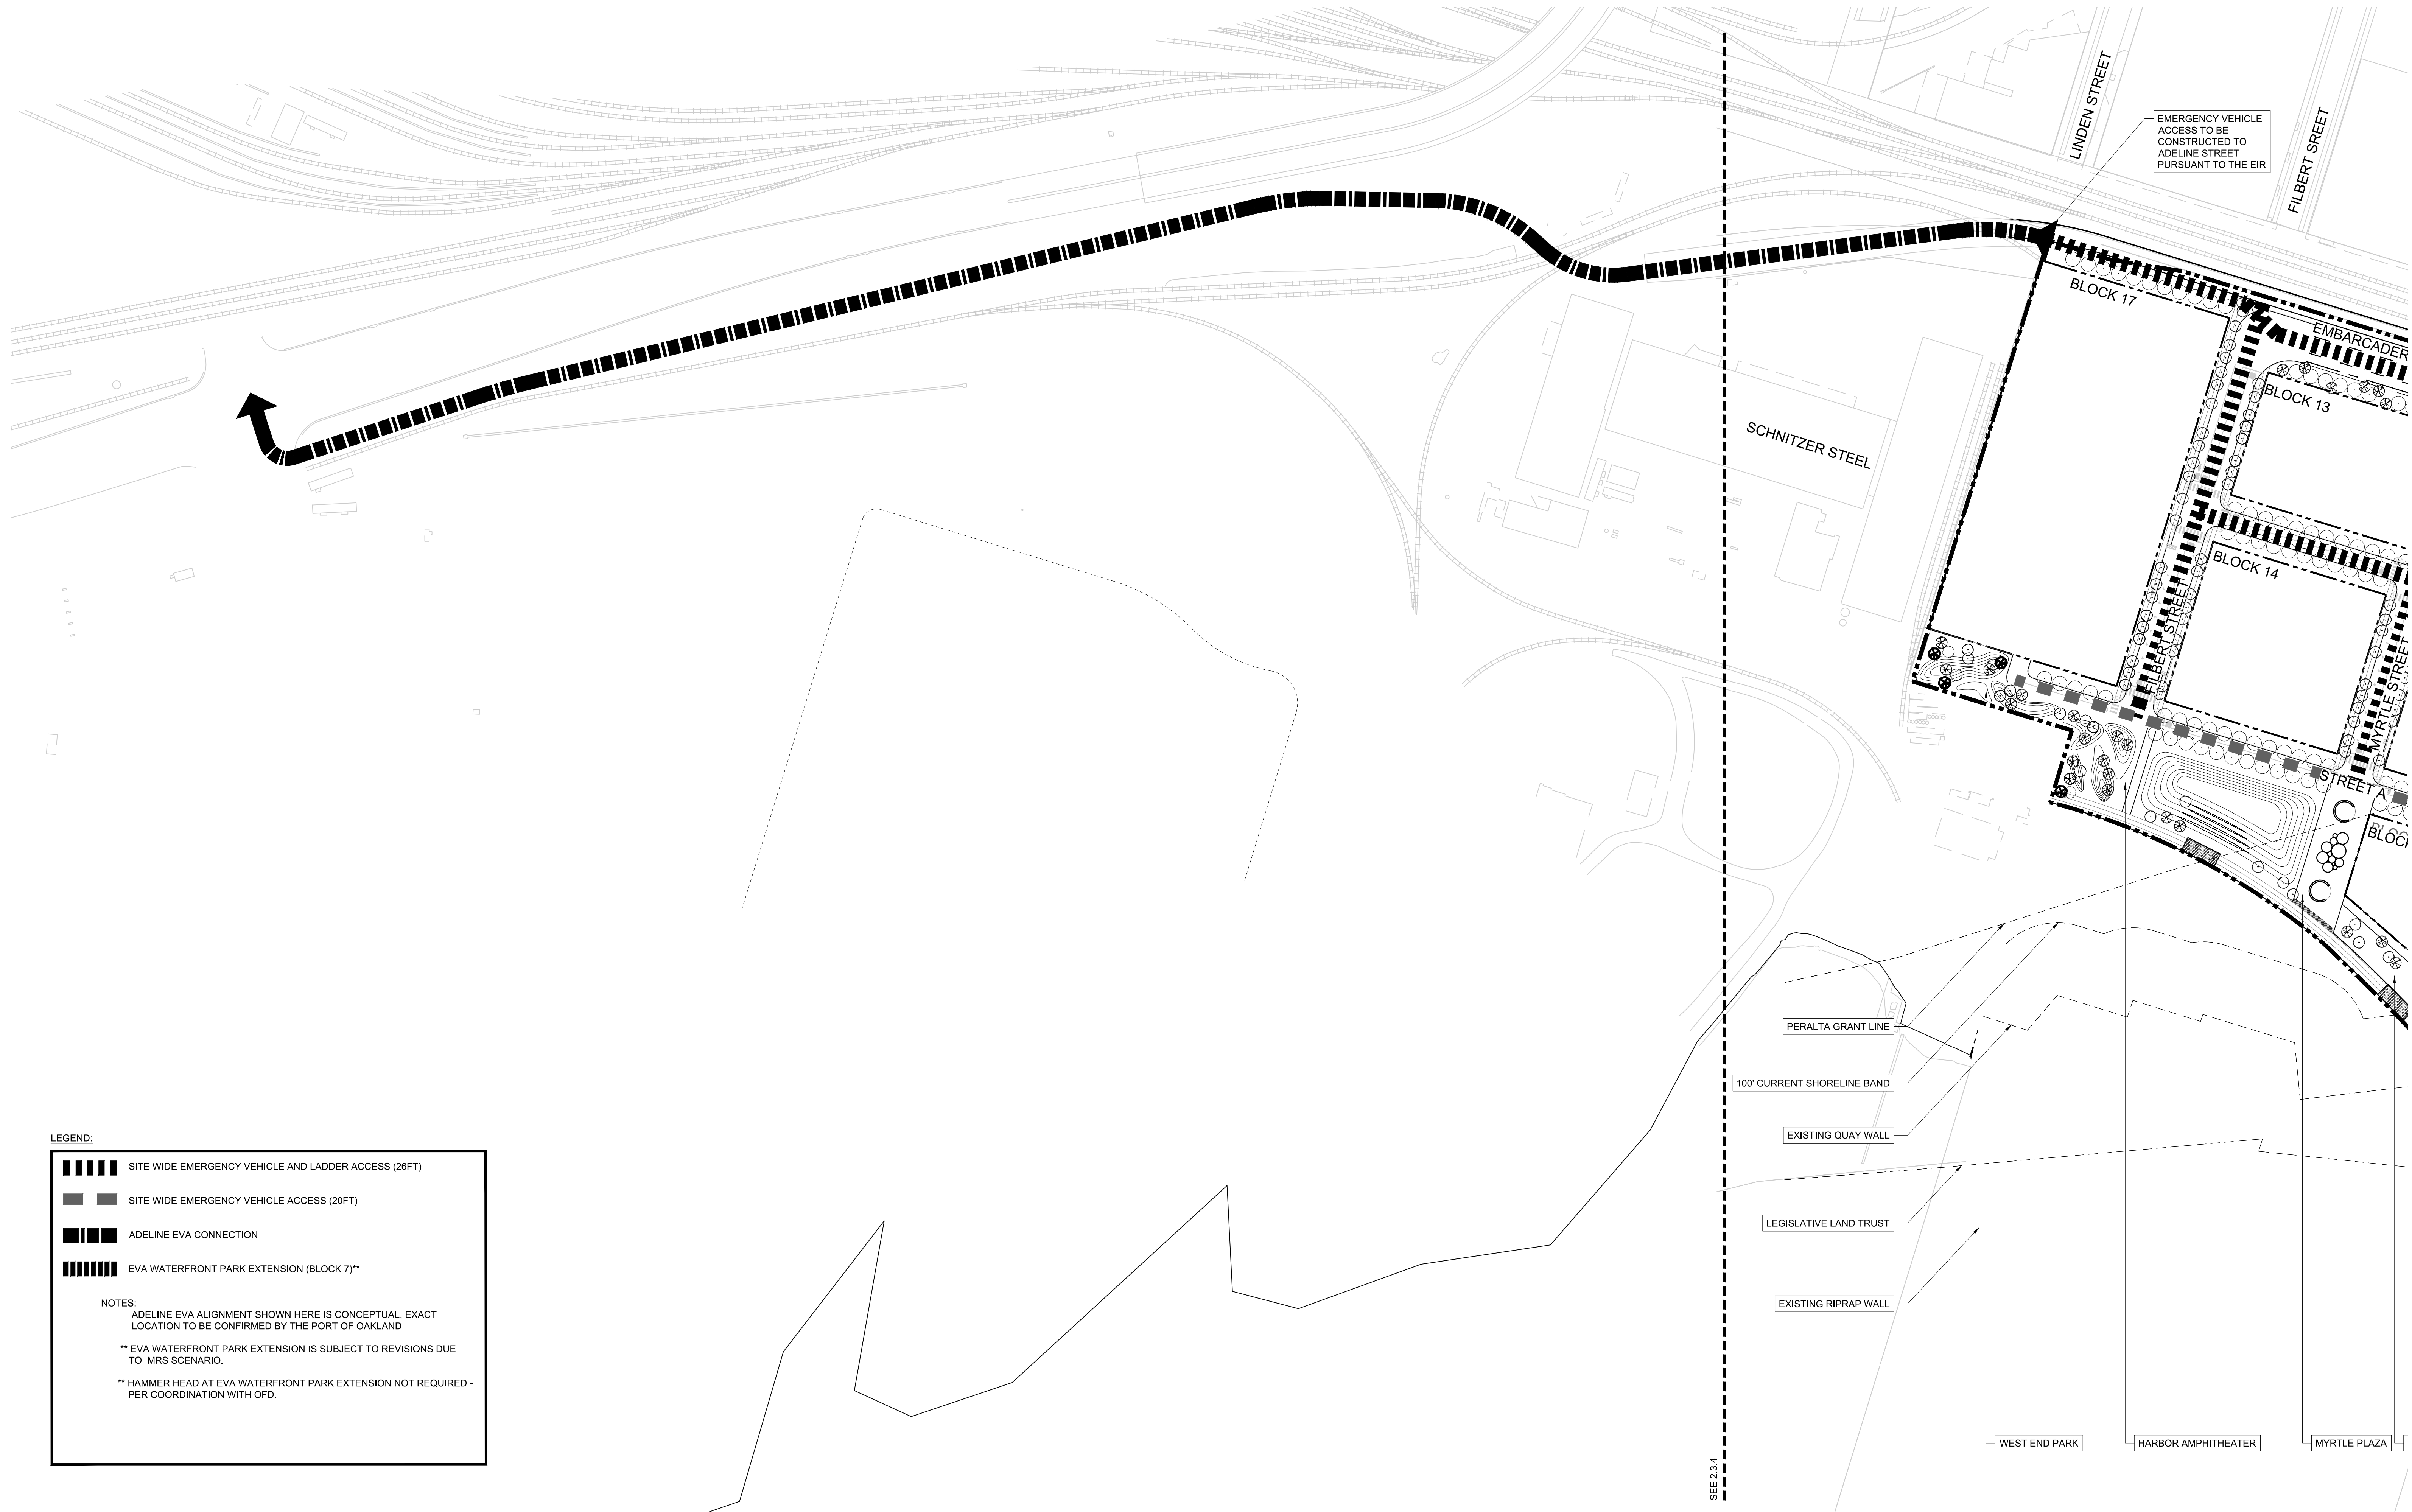 LINDEN STREET
FILBERT SREET
EMERGENCY VEHICLE
ACCESS TO BE
CONSTRUCTED TO
ADELINE STREET
PURSUANT TO THE EIR
BLOCK 17
EMBARCADER
BLOCK 13
SCHNITZER STEEL
BLOCK 14
FILBERT STREET
MYRTLE STREET
STREET A
BLOC
PERALTA GRANT LINE
100' CURRENT SHORELINE BAND
EXISTING QUAY WALL
LEGISLATIVE LAND TRUST
EXISTING RIPRAP WALL
WEST END PARK
HARBOR AMPHITHEATER
MYRTLE PLAZA
SEE 2.3.4
LEGEND:
SITE WIDE EMERGENCY VEHICLE AND LADDER ACCESS (26FT)
SITE WIDE EMERGENCY VEHICLE ACCESS (20FT)
ADELINE EVA CONNECTION
EVA WATERFRONT PARK EXTENSION (BLOCK 7)**
NOTES:
ADELINE EVA ALIGNMENT SHOWN HERE IS CONCEPTUAL, EXACT
LOCATION TO BE CONFIRMED BY THE PORT OF OAKLAND
** EVA WATERFRONT PARK EXTENSION IS SUBJECT TO REVISIONS DUE
TO MRS SCENARIO.
** HAMMER HEAD AT EVA WATERFRONT PARK EXTENSION NOT REQUIRED -
PER COORDINATION WITH OFD.